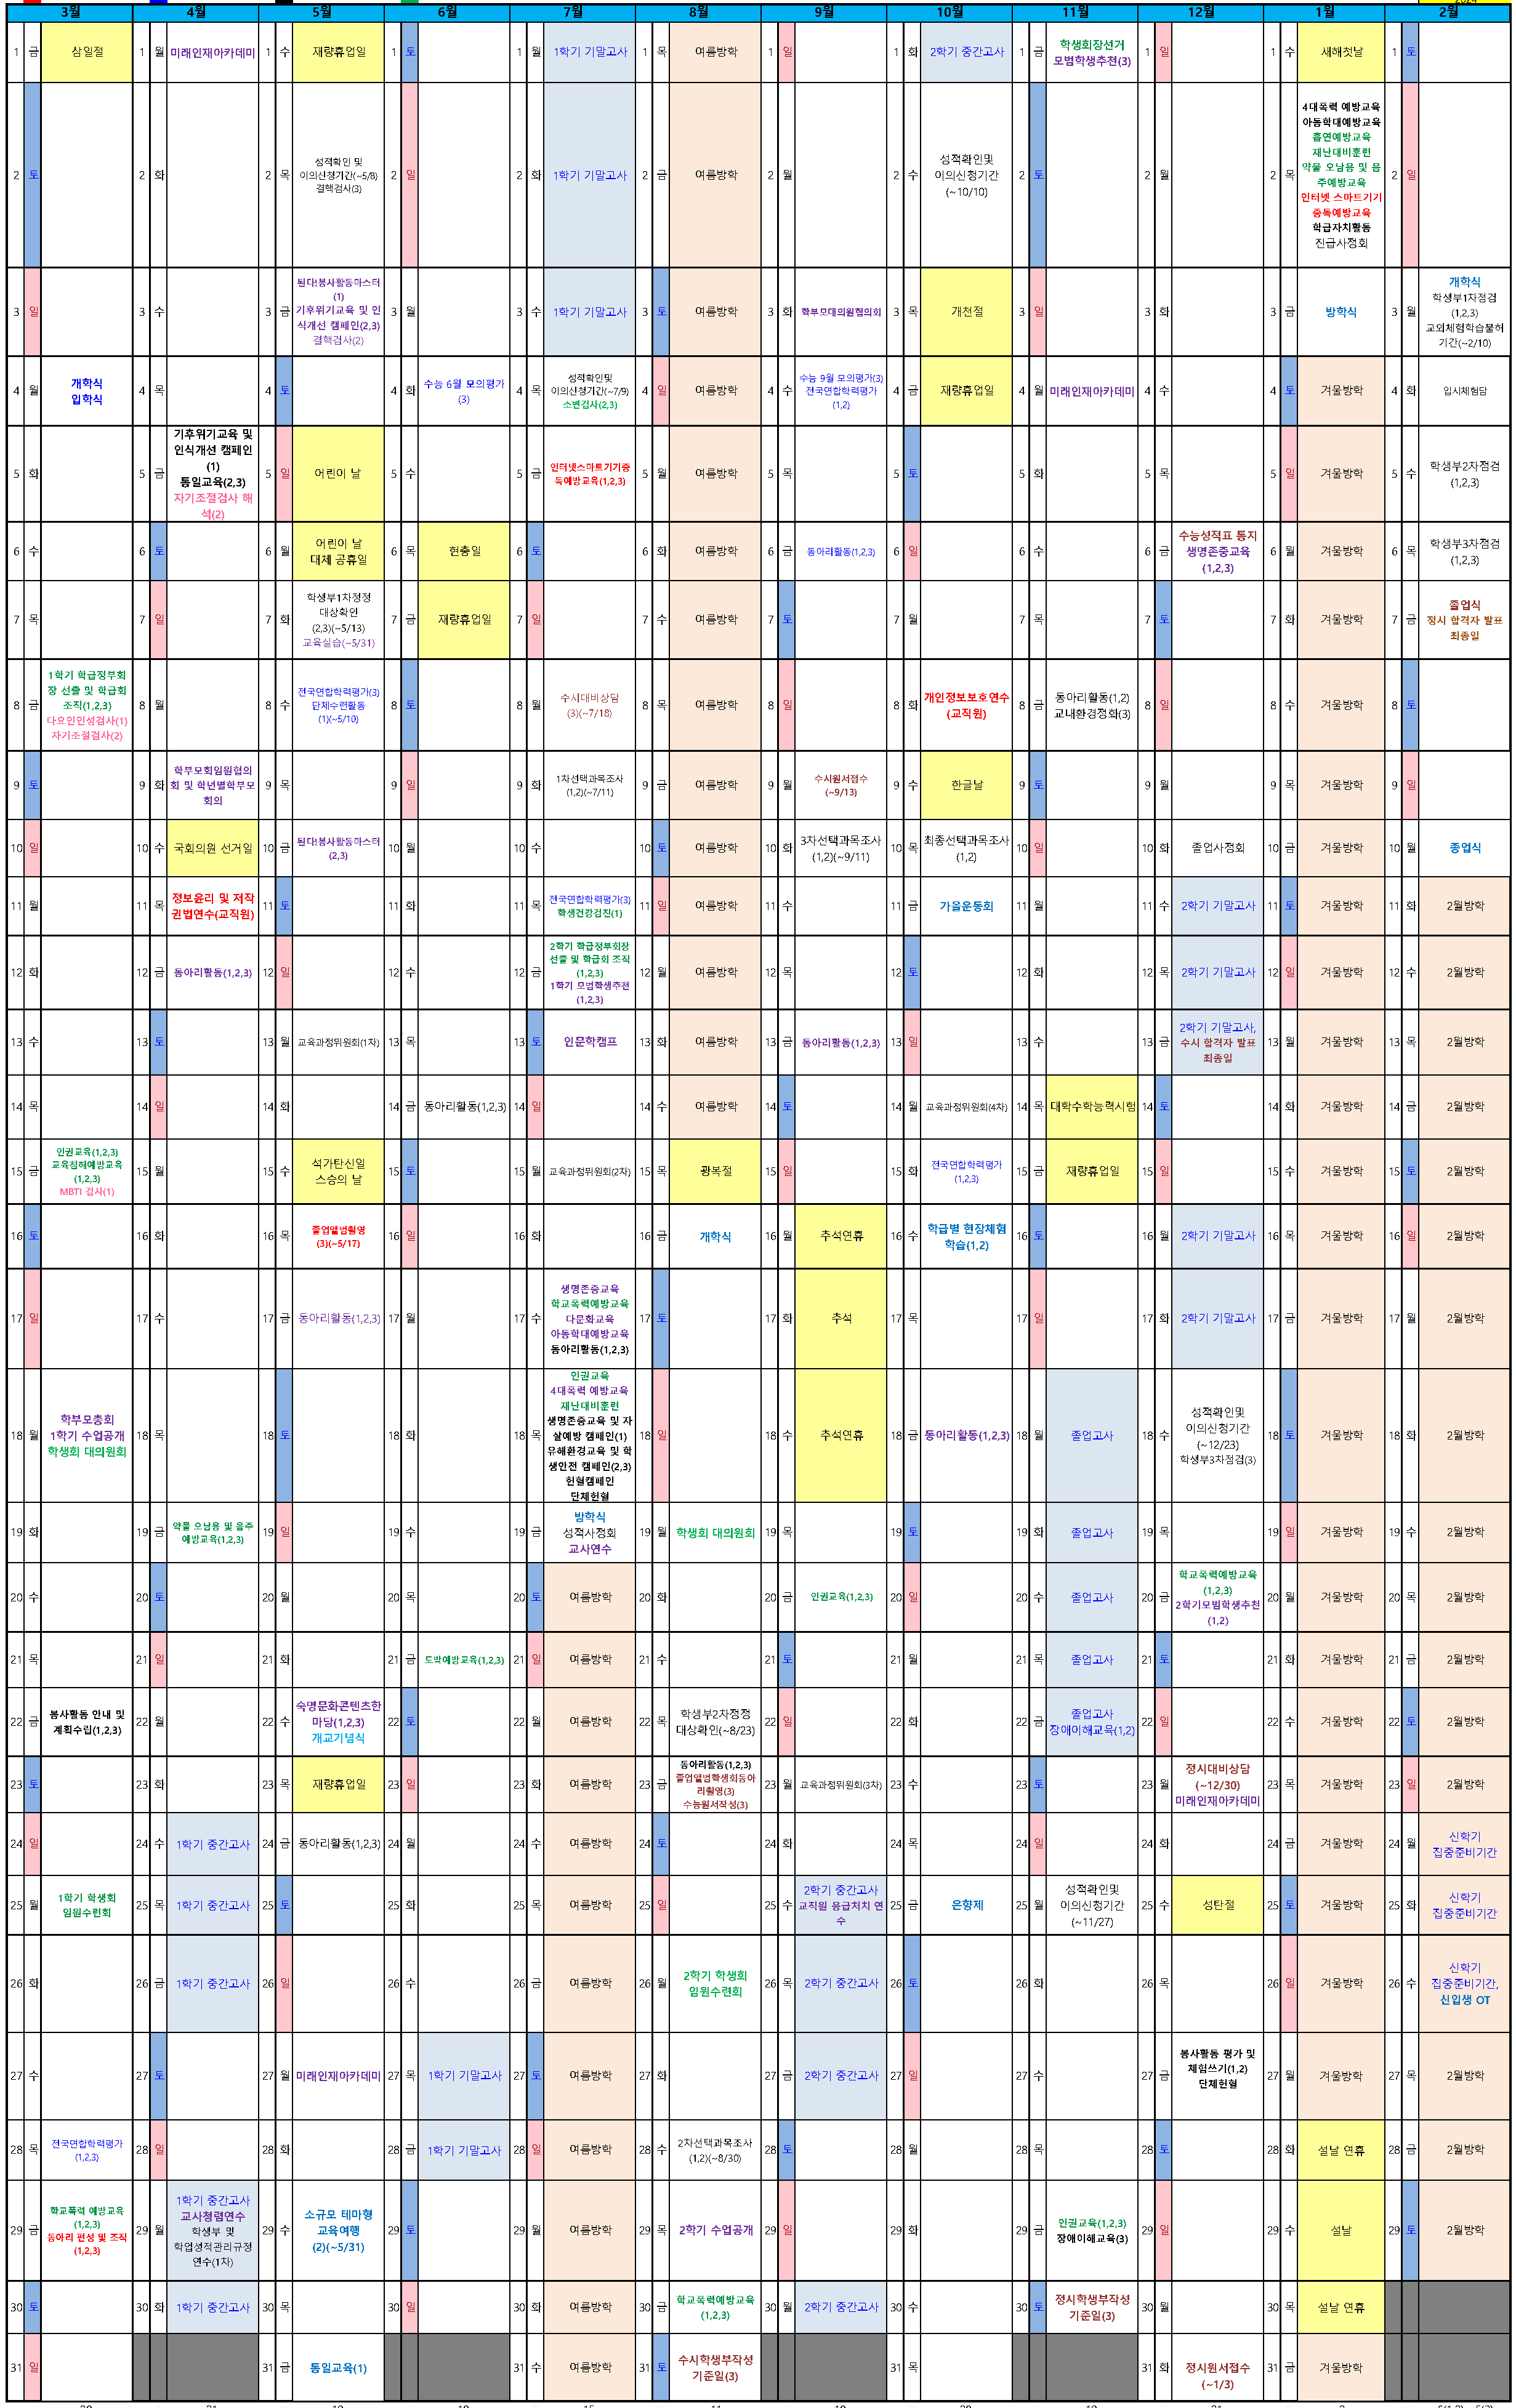 2024
3월 4월 5월 6월 7월 8월 9월 10월 11월 12월 1월 2월
1 금 삼일절
1 월 미래인재아카데미
1 수 재량휴업일
1 토
1 월 1학기 기말고사
1 목 여름방학
1 일
1 화 2학기 중간고사
1 금 학생회장선거
모범학생추천(3)
1 일
1 수 새해첫날
1 토
2 토
2 화
2 목 성적확인 및
이의신청기간(~5/8)
결핵검사(3)
2 일
2 화 1학기 기말고사
2 금 여름방학
2 월
2 수 성적확인및
이의신청기간
(~10/10)
2 토
2 월
2 목 4대폭력 예방교육
아동학대예방교육
흡연예방교육
재난대비훈련
약물 오남용 및 음
주예방교육
인터넷 스마트기기
중독예방교육
학급자치활동
진급사정회
2 일
3 일
3 수
3 금 된다!봉사활동마스터
(1)
기후위기교육 및 인
식개선 캠페인(2,3)
결핵검사(2)
3 월
3 수 1학기 기말고사
3 토 여름방학
3 화 학부모대의원협의회
3 목 개천절
3 일
3 화
3 금 방학식
3 월 개학식
학생부1차점검
(1,2,3)
교외체험학습불허
기간(~2/10)
4 월 개학식
입학식
4 목
4 토
4 화 수능 6월 모의평가
(3)
4 목 성적확인및
이의신청기간(~7/9)
소변검사(2,3)
4 일 여름방학
4 수 수능 9월 모의평가(3)
전국연합학력평가
(1,2)
4 금 재량휴업일
4 월 미래인재아카데미
4 수
4 토 겨울방학
4 화 입시체험담
5 화
5 금 기후위기교육 및
인식개선 캠페인
(1)
통일교육(2,3)
자기조절검사 해
석(2)
5 일 어린이 날
5 수
5 금 인터넷스마트기기중
독예방교육(1,2,3)
5 월 여름방학
5 목
5 토
5 화
5 목
5 일 겨울방학
5 수 학생부2차점검
(1,2,3)
6 수
6 토
6 월 어린이 날
대체 공휴일
6 목 현충일
6 토
6 화 여름방학
6 금 동아리활동(1,2,3)
6 일
6 수
6 금 수능성적표 통지
생명존중교육
(1,2,3)
6 월 겨울방학
6 목 학생부3차점검
(1,2,3)
7 목
7 일
7 화 학생부1차정정
대상확인
(2,3)(~5/13)
교육실습(~5/31)
7 금 재량휴업일
7 일
7 수 여름방학
7 토
7 월
7 목
7 토
7 화 겨울방학
7 금 졸업식
정시 합격자 발표
최종일
8 금 1학기 학급정부회
장 선출 및 학급회
조직(1,2,3)
다요인인성검사(1)
자기조절검사(2)
8 월
8 수 전국연합학력평가(3)
단체수련활동
(1)(~5/10)
8 토
8 월 수시대비상담
(3)(~7/18)
8 목 여름방학
8 일
8 화 개인정보보호연수
(교직원)
8 금 동아리활동(1,2)
교내환경정화(3)
8 일
8 수 겨울방학
8 토
9 토
9 화 학부모회임원협의
회 및 학년별학부모
회의
9 목
9 일
9 화 1차선택과목조사
(1,2)(~7/11)
9 금 여름방학
9 월 수시원서접수
(~9/13)
9 수 한글날
9 토
9 월
9 목 겨울방학
9 일
10 일
10 수 국회의원 선거일
10 금 된다!봉사활동마스터
(2,3)
10 월
10 수
10 토 여름방학
10 화 3차선택과목조사
(1,2)(~9/11)
10 목 최종선택과목조사
(1,2)
10 일
10 화 졸업사정회
10 금 겨울방학
10 월 종업식
11 월
11 목 정보윤리 및 저작
권법연수(교직원)
11 토
11 화
11 목 전국연합학력평가(3)
학생건강검진(1)
11 일 여름방학
11 수
11 금 가을운동회
11 월
11 수 2학기 기말고사
11 토 겨울방학
11 화 2월방학
12 화
12 금 동아리활동(1,2,3)
12 일
12 수
12 금 2학기 학급정부회장
선출 및 학급회 조직
(1,2,3)
1학기 모범학생추천
(1,2,3)
12 월 여름방학
12 목
12 토
12 화
12 목 2학기 기말고사
12 일 겨울방학
12 수 2월방학
13 수
13 토
13 월 교육과정위원회(1차)
13 목
13 토 인문학캠프
13 화 여름방학
13 금 동아리활동(1,2,3)
13 일
13 수
13 금 2학기 기말고사,
수시 합격자 발표
최종일
13 월 겨울방학
13 목 2월방학
14 목
14 일
14 화
14 금 동아리활동(1,2,3)
14 일
14 수 여름방학
14 토
14 월 교육과정위원회(4차)
14 목 대학수학능력시험
14 토
14 화 겨울방학
14 금 2월방학
15 금 인권교육(1,2,3)
교육침해예방교육
(1,2,3)
MBTI 검사(1)
15 월
15 수 석가탄신일
스승의 날
15 토
15 월 교육과정위원회(2차)
15 목 광복절
15 일
15 화 전국연합학력평가
(1,2,3)
15 금 재량휴업일
15 일
15 수 겨울방학
15 토 2월방학
16 토
16 화
16 목 졸업앨범촬영
(3)(~5/17)
16 일
16 화
16 금 개학식
16 월 추석연휴
16 수 학급별 현장체험
학습(1,2)
16 토
16 월 2학기 기말고사
16 목 겨울방학
16 일 2월방학
17 일
17 수
17 금 동아리활동(1,2,3)
17 월
17 수 생명존중교육
학교폭력예방교육
다문화교육
아동학대예방교육
동아리활동(1,2,3)
17 토
17 화 추석
17 목
17 일
17 화 2학기 기말고사
17 금 겨울방학
17 월 2월방학
18 월 학부모총회
1학기 수업공개
학생회 대의원회
18 목
18 토
18 화
18 목 인권교육
4대폭력 예방교육
재난대비훈련
생명존중교육 및 자
살예방 캠페인(1)
유해환경교육 및 학
생안전 캠페인(2,3)
헌혈캠페인
단체헌혈
18 일
18 수 추석연휴
18 금 동아리활동(1,2,3)
18 월 졸업고사
18 수 성적확인및
이의신청기간
(~12/23)
학생부3차점검(3)
18 토 겨울방학
18 화 2월방학
19 화
19 금 약물 오남용 및 음주
예방교육(1,2,3)
19 일
19 수
19 금 방학식
성적사정회
교사연수
19 월 학생회 대의원회
19 목
19 토
19 화 졸업고사
19 목
19 일 겨울방학
19 수 2월방학
20 수
20 토
20 월
20 목
20 토 여름방학
20 화
20 금 인권교육(1,2,3)
20 일
20 수 졸업고사
20 금 학교폭력예방교육
(1,2,3)
2학기모범학생추천
(1,2)
20 월 겨울방학
20 목 2월방학
21 목
21 일
21 화
21 금 도박예방교육(1,2,3)
21 일 여름방학
21 수
21 토
21 월
21 목 졸업고사
21 토
21 화 겨울방학
21 금 2월방학
22 금 봉사활동 안내 및
계획수립(1,2,3)
22 월
22 수 숙명문화콘텐츠한
마당(1,2,3)
개교기념식
22 토
22 월 여름방학
22 목 학생부2차정정
대상확인(~8/23)
22 일
22 화
22 금 졸업고사
장애이해교육(1,2)
22 일
22 수 겨울방학
22 토 2월방학
23 토
23 화
23 목 재량휴업일
23 일
23 화 여름방학
23 금 동아리활동(1,2,3)
졸업앨범학생회동아
리촬영(3)
수능원서작성(3)
23 월 교육과정위원회(3차)
23 수
23 토
23 월 정시대비상담
(~12/30)
미래인재아카데미
23 목 겨울방학
23 일 2월방학
24 일
24 수 1학기 중간고사
24 금 동아리활동(1,2,3)
24 월
24 수 여름방학
24 토
24 화
24 목
24 일
24 화
24 금 겨울방학
24 월 신학기
집중준비기간
25 월 1학기 학생회
임원수련회
25 목 1학기 중간고사
25 토
25 화
25 목 여름방학
25 일
25 수 2학기 중간고사
교직원 응급처치 연
수
25 금 은향제
25 월 성적확인및
이의신청기간
(~11/27)
25 수 성탄절
25 토 겨울방학
25 화 신학기
집중준비기간
26 화
26 금 1학기 중간고사
26 일
26 수
26 금 여름방학
26 월 2학기 학생회
임원수련회
26 목 2학기 중간고사
26 토
26 화
26 목
26 일 겨울방학
26 수 신학기
집중준비기간,
신입생 OT
27 수
27 토
27 월 미래인재아카데미
27 목 1학기 기말고사
27 토 여름방학
27 화
27 금 2학기 중간고사
27 일
27 수
27 금 봉사활동 평가 및
체험쓰기(1,2)
단체헌혈
27 월 겨울방학
27 목 2월방학
28 목 전국연합학력평가
(1,2,3)
28 일
28 화
28 금 1학기 기말고사
28 일 여름방학
28 수 2차선택과목조사
(1,2)(~8/30)
28 토
28 월
28 목
28 토
28 화 설날 연휴
28 금 2월방학
29 금 학교폭력 예방교육
(1,2,3)
동아리 편성 및 조직
(1,2,3)
29 월 1학기 중간고사
교사청렴연수
학생부 및
학업성적관리규정
연수(1차)
29 수 소규모 테마형
교육여행
(2)(~5/31)
29 토
29 월 여름방학
29 목 2학기 수업공개
29 일
29 화
29 금 인권교육(1,2,3)
장애이해교육(3)
29 일
29 수 설날
29 토 2월방학
30 토
30 화 1학기 중간고사
30 목
30 일
30 화 여름방학
30 금 학교폭력예방교육
(1,2,3)
30 월 2학기 중간고사
30 수
30 토 정시학생부작성
기준일(3)
30 월
30 목 설날 연휴
31 일
31 금 통일교육(1)
31 수 여름방학
31 토 수시학생부작성
기준일(3)
31 목
31 화 정시원서접수
(~1/3)
31 금 겨울방학